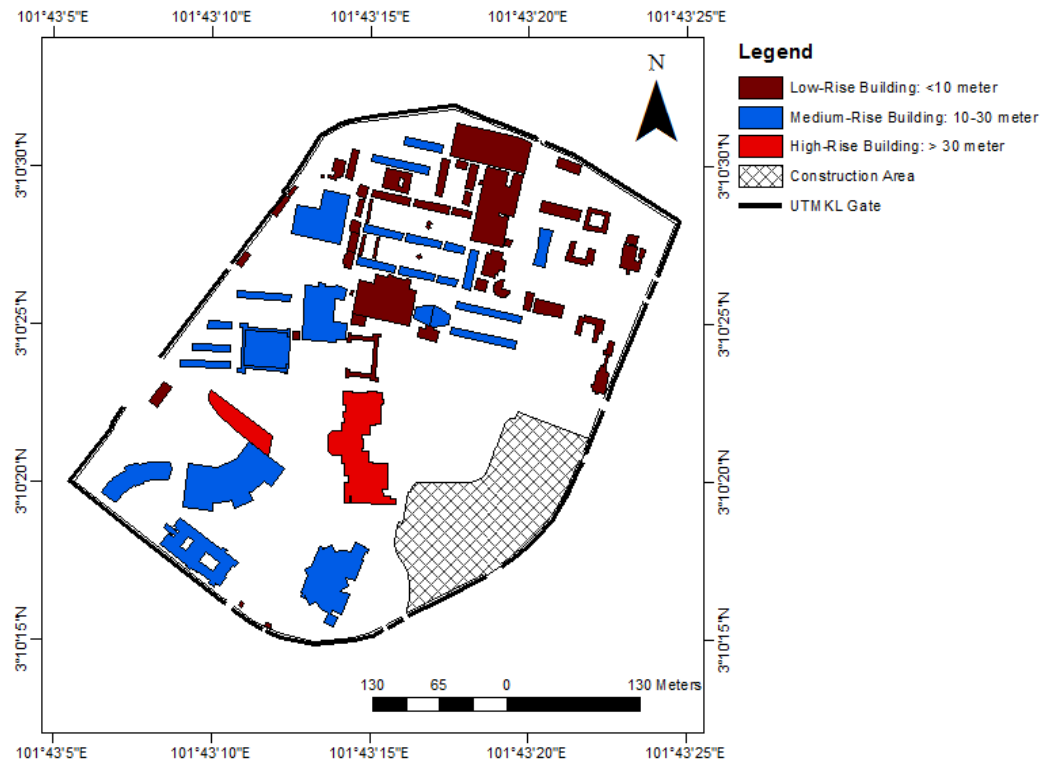 101°43'5"E 101°43'10"E 101°43'15"E 101°43'20"E 101°43'25"E
N
Legend
Low-Rise Building: <10 meter
Medium-Rise Building: 10-30 meter
High-Rise Building: > 30 meter
Construction Area
UTMKL Gate
3°10'30"N 3°10'30"N
3°10'25"N 3°10'25"N
3°10'20"N 3°10'20"N
3°10'15"N 3°10'15"N
130 65 0 130 Meters
101°43'5"E 101°43'10"E 101°43'15"E 101°43'20"E 101°43'25"E